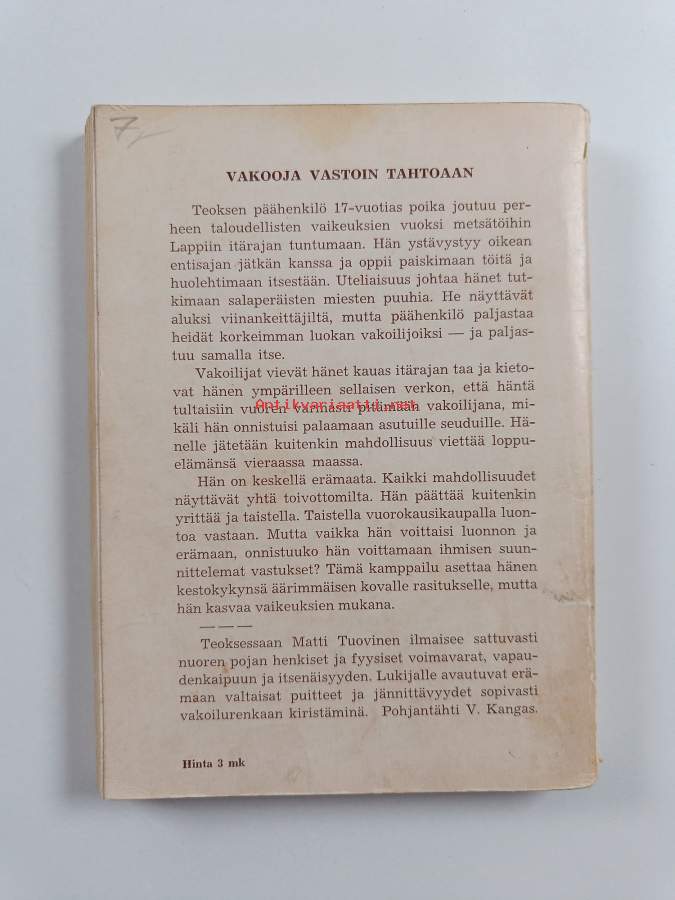 7,-
VAKOOJA VASTOIN TAHTOAAN
Teoksen päähenkilö 17-vuotias poika joutuu per-
heen taloudellisten vaikeuksien vuoksi metsätöihin
Lappiin itärajan tuntumaan. Hän ystävystyy oikean
entisajan jätkän kanssa ja oppii paiskimaan töitä ja
huolehtimaan itsestään. Uteliaisuus johtaa hänet tut-
kimaan salaperäisten miesten puuhia. He näyttävät
aluksi viinankeittäjiltä, mutta päähenkilö paljastaa
heidät korkeimman luokan vakoilijoiksi — ja paljas-
tuu samalla itse.
Vakoilijat vievät hänet kauas itärajan taa ja kieto-
vat hänen ympärilleen sellaisen verkon, että häntä
tultaisiin vuoren varmasti pitämään vakoilijana, mi-
Antikvariaatti.net
käli hän onnistuisi palaamaan asutuille seuduille. Hä-
nelle jätetään kuitenkin mahdollisuus viettää loppu-
elämänsä vieraassa maassa.
Hän on keskellä erämaata. Kaikki mahdollisuudet
näyttävät yhtä toivottomilta. Hän päättää kuitenkin
yrittää ja taistella. Taistella vuorokausikaupalla luon-
toa vastaan. Mutta vaikka hän voittaisi luonnon ja
erämaan, onnistuuko hän voittamaan ihmisen suun-
nittelemat vastukset? Tämä kamppailu asettaa hänen
kestokykynsä äärimmäisen kovalle rasitukselle, mutta
hän kasvaa vaikeuksien mukana.
— — —
Teoksessaan Matti Tuovinen ilmaisee sattuvasti
nuoren pojan henkiset ja fyysiset voimavarat, vapau-
denkaipuun ja itsenäisyyden. Lukijalle avautuvat erä-
maan valtaisat puitteet ja jännittävyydet sopivasti
vakoilurenkaan kiristäminä. Pohjantähti V. Kangas.
Hinta 3 mk